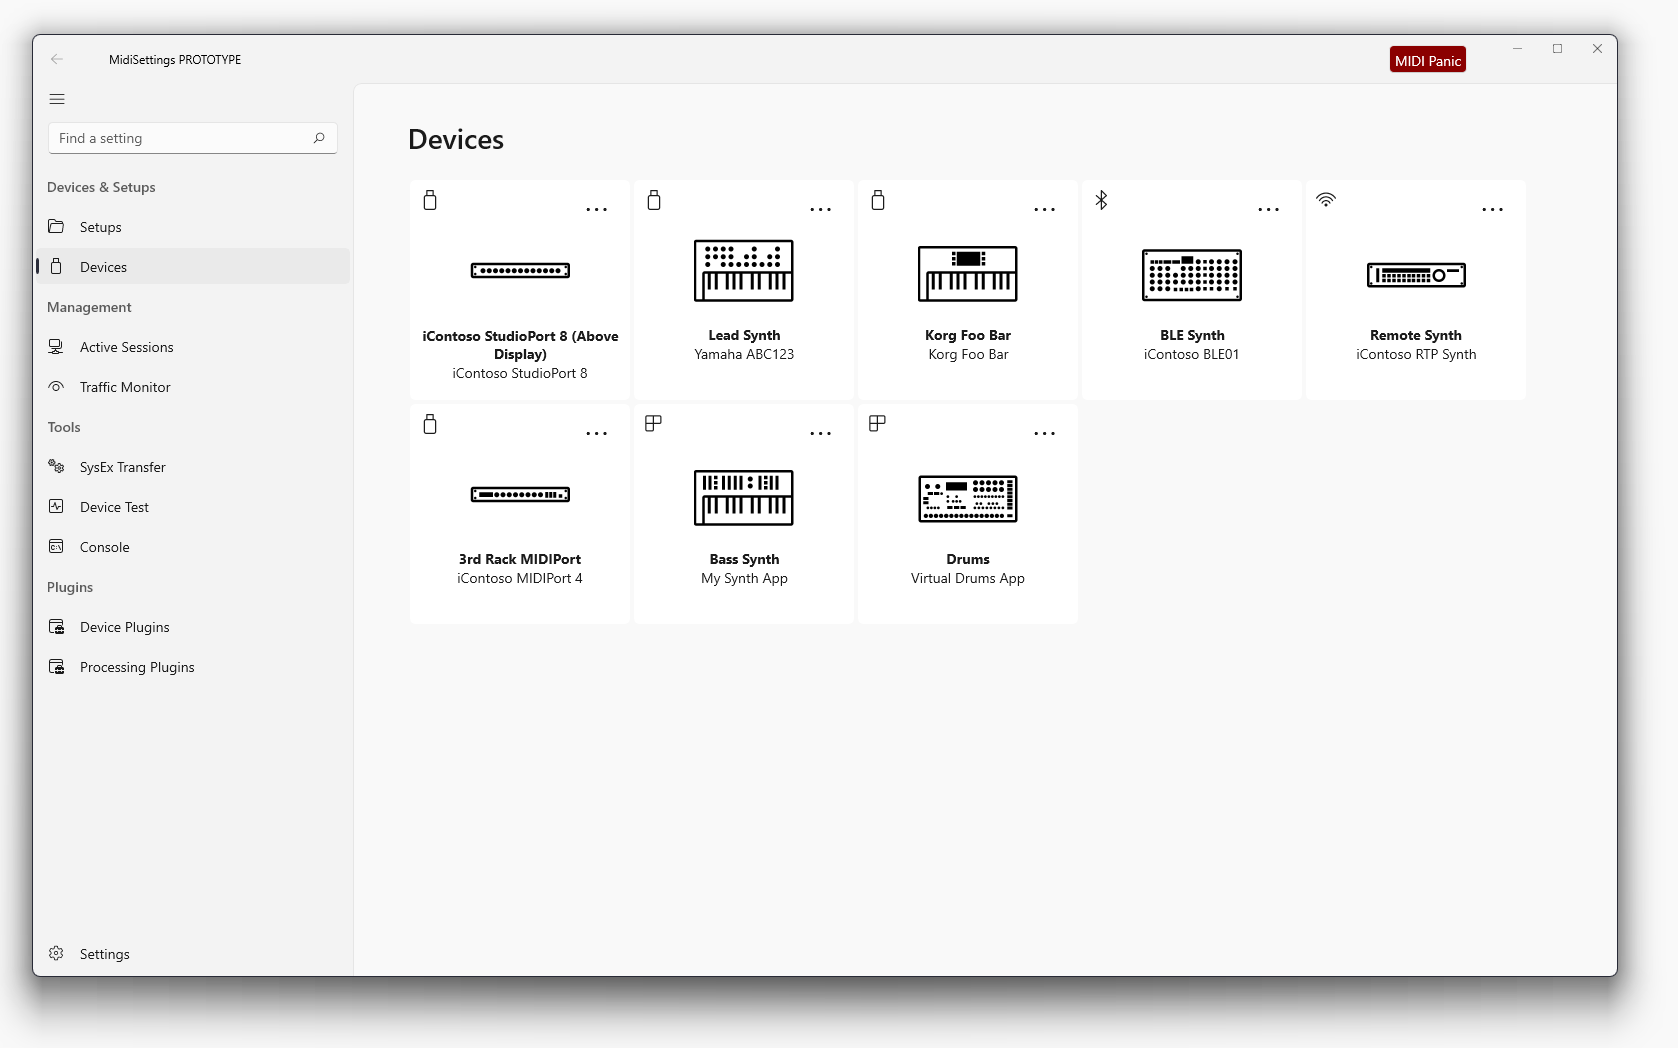 MidiSettings PROTOTYPE
MIDI Panic
Find a setting
Devices & Setups
Setups
Devices
Management
Active Sessions
Traffic Monitor
Tools
SysEx Transfer
Device Test
Console
Plugins
Device Plugins
Processing Plugins
Settings
Devices
iContoso StudioPort 8 (Above
Display)
iContoso StudioPort 8
Lead Synth
Yamaha ABC123
Korg Foo Bar
Korg Foo Bar
BLE Synth
iContoso BLE01
Remote Synth
iContoso RTP Synth
3rd Rack MIDIPort
iContoso MIDIPort 4
Bass Synth
My Synth App
Drums
Virtual Drums App